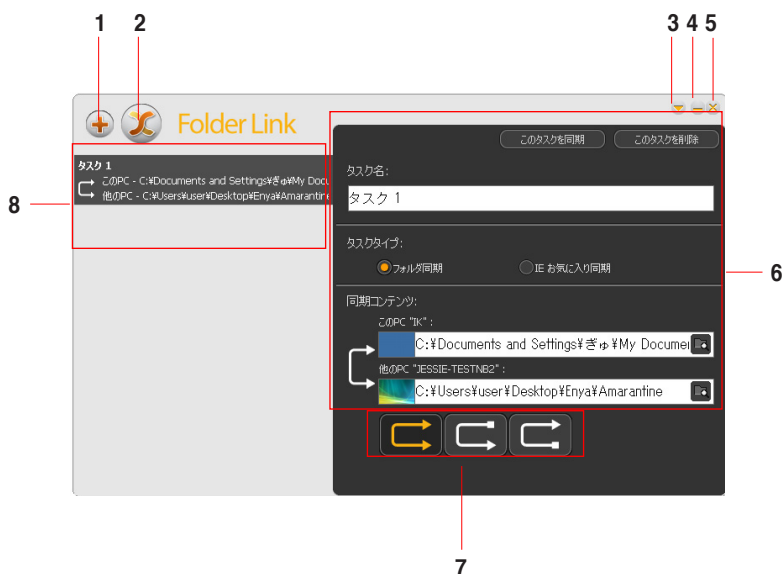 1 2 3 4 5
Folder Link
このタスクを同期 このタスクを削除
タスク 1
このPC - C:¥Documents and Settings¥ぎゅ¥My Docu
他のPC - C:¥Users¥user¥Desktop¥Enya¥Amarantine
8
タスク名:
タスク 1
タスクタイプ:
フォルダ同期 IE お気に入り同期
6
同期コンテンツ:
このPC "IK" :
C:¥Documents and Settings¥ぎゅ¥My Documer
他のPC "JESSIE-TESTNB2" :
C:¥Users¥user¥Desktop¥Enya¥Amarantine
7